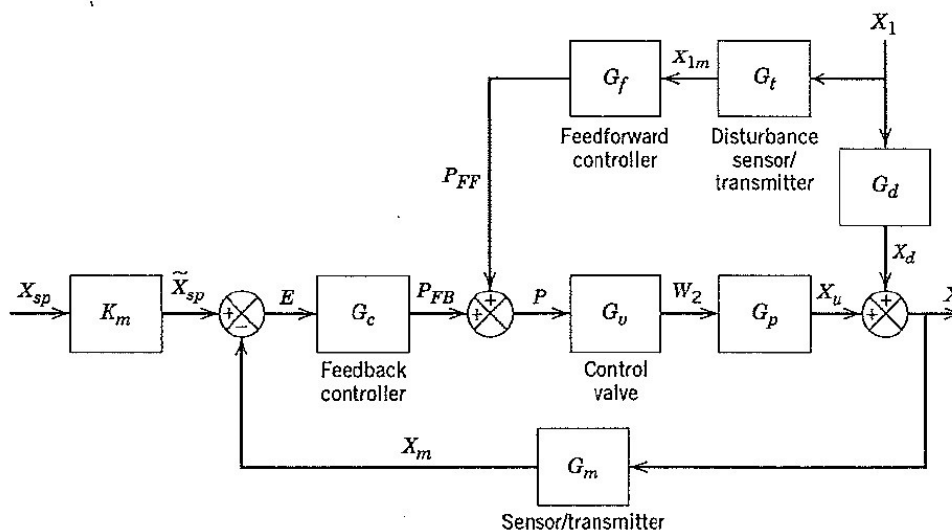 X1
X1m
Gf
Gt
Feedforward
controller
Disturbance
sensor/
transmitter
Gd
PFF
Xd
Xsp
X̃sp
E
PFB
P
W2
Xu
X
Km
Gc
Gv
Gp
+
−
+
+
+
+
Feedback
controller
Control
valve
Xm
Gm
Sensor/transmitter